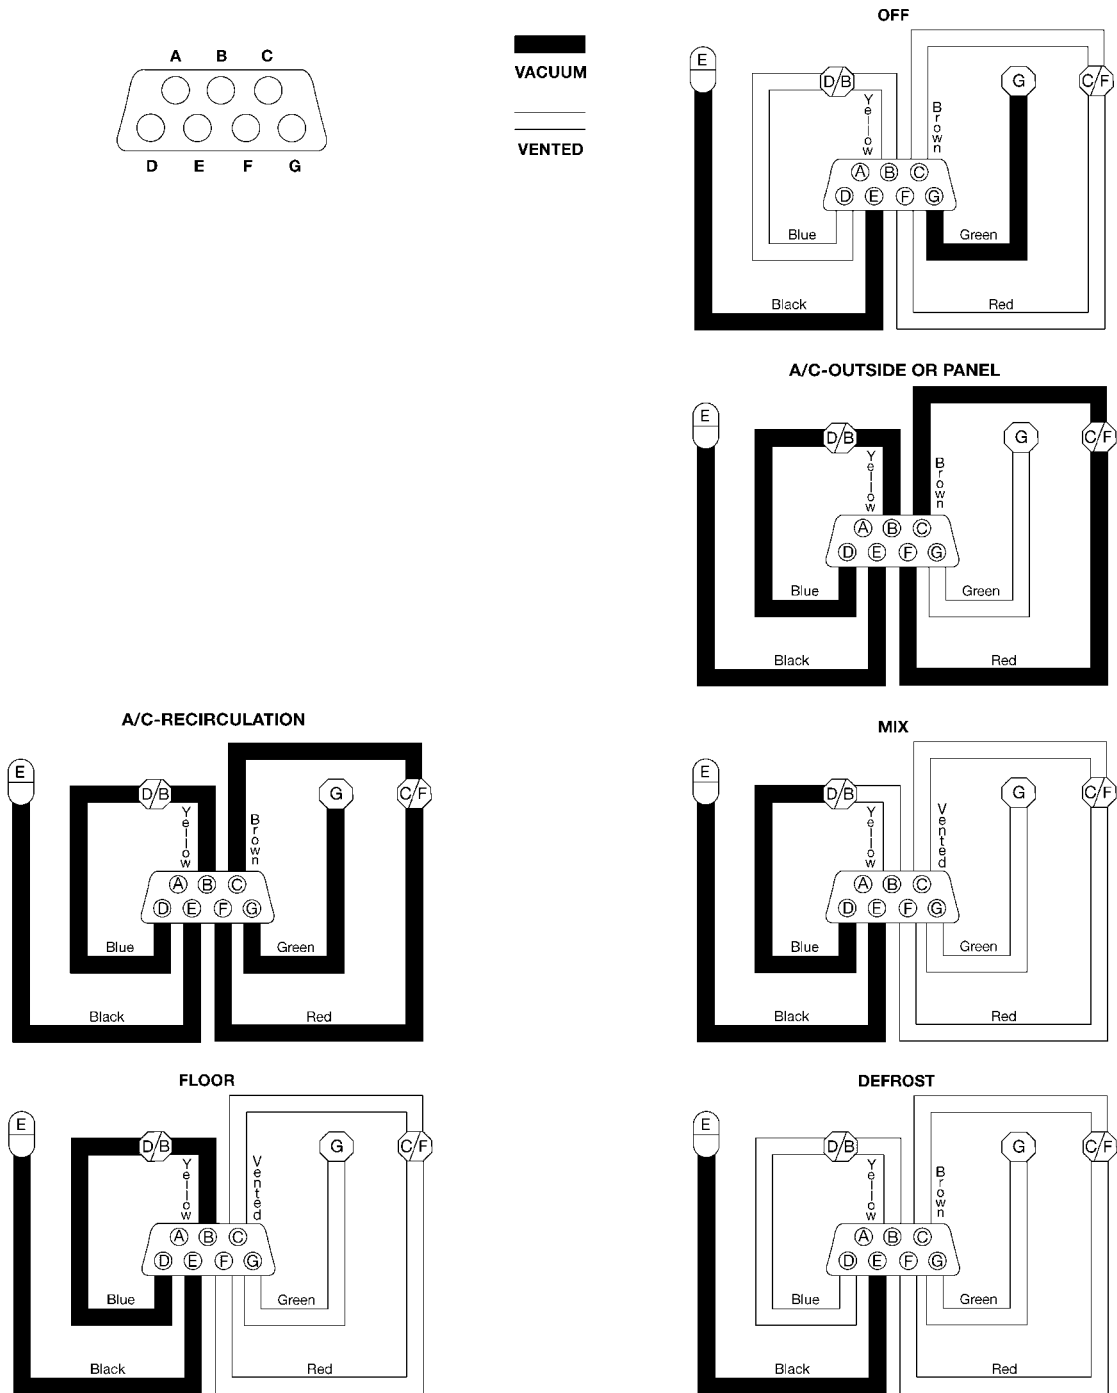 A B C
D E F G
VACUUM
VENTED
OFF
E
D/B
G
C/F
Yellow
Brown
A B C
D E F G
Blue
Green
Black
Red
A/C-OUTSIDE OR PANEL
E
D/B
G
C/F
Yellow
Brown
A B C
D E F G
Blue
Green
Black
Red
A/C-RECIRCULATION
E
D/B
G
C/F
Yellow
Brown
A B C
D E F G
Blue
Green
Black
Red
MIX
E
D/B
G
C/F
Yellow
Vented
A B C
D E F G
Blue
Green
Black
Red
FLOOR
E
D/B
G
C/F
Yellow
Vented
A B C
D E F G
Blue
Green
Black
Red
DEFROST
E
D/B
G
C/F
Yellow
Brown
A B C
D E F G
Blue
Green
Black
Red